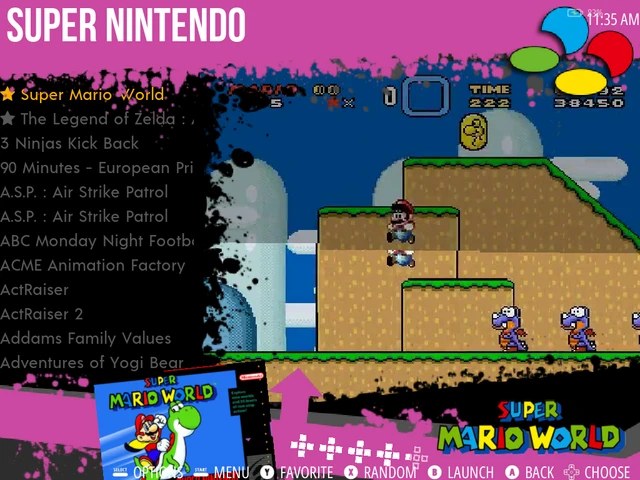 SUPER NINTENDO
11:35 AM
Super Mario World
The Legend of Zelda : A
3 Ninjas Kick Back
90 Minutes - European Pri
A.S.P. : Air Strike Patrol
A.S.P. : Air Strike Patrol
ABC Monday Night Footb
ACME Animation Factory
ActRaiser
ActRaiser 2
Addams Family Values
Adventures of Yogi Bear
TIME
5
x
222
38450
SUPER
MARIO WORLD
SUPER
MARIO WORLD
SELECT OPTIONS START MENU Y FAVORITE X RANDOM B LAUNCH A BACK CHOOSE